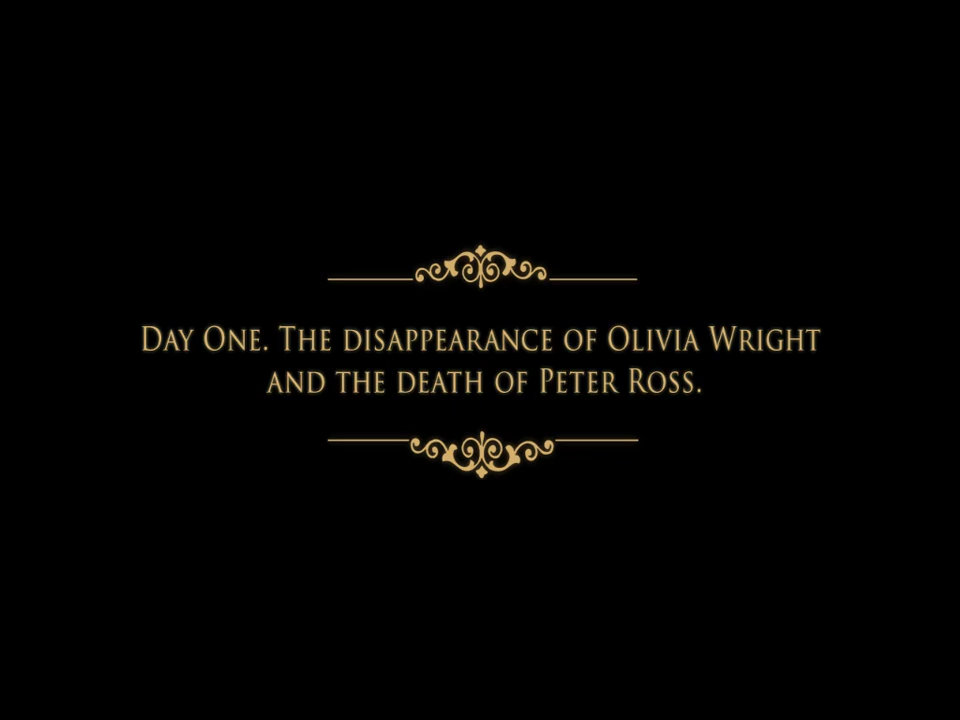 Day One. The disappearance of Olivia Wright
and the death of Peter Ross.